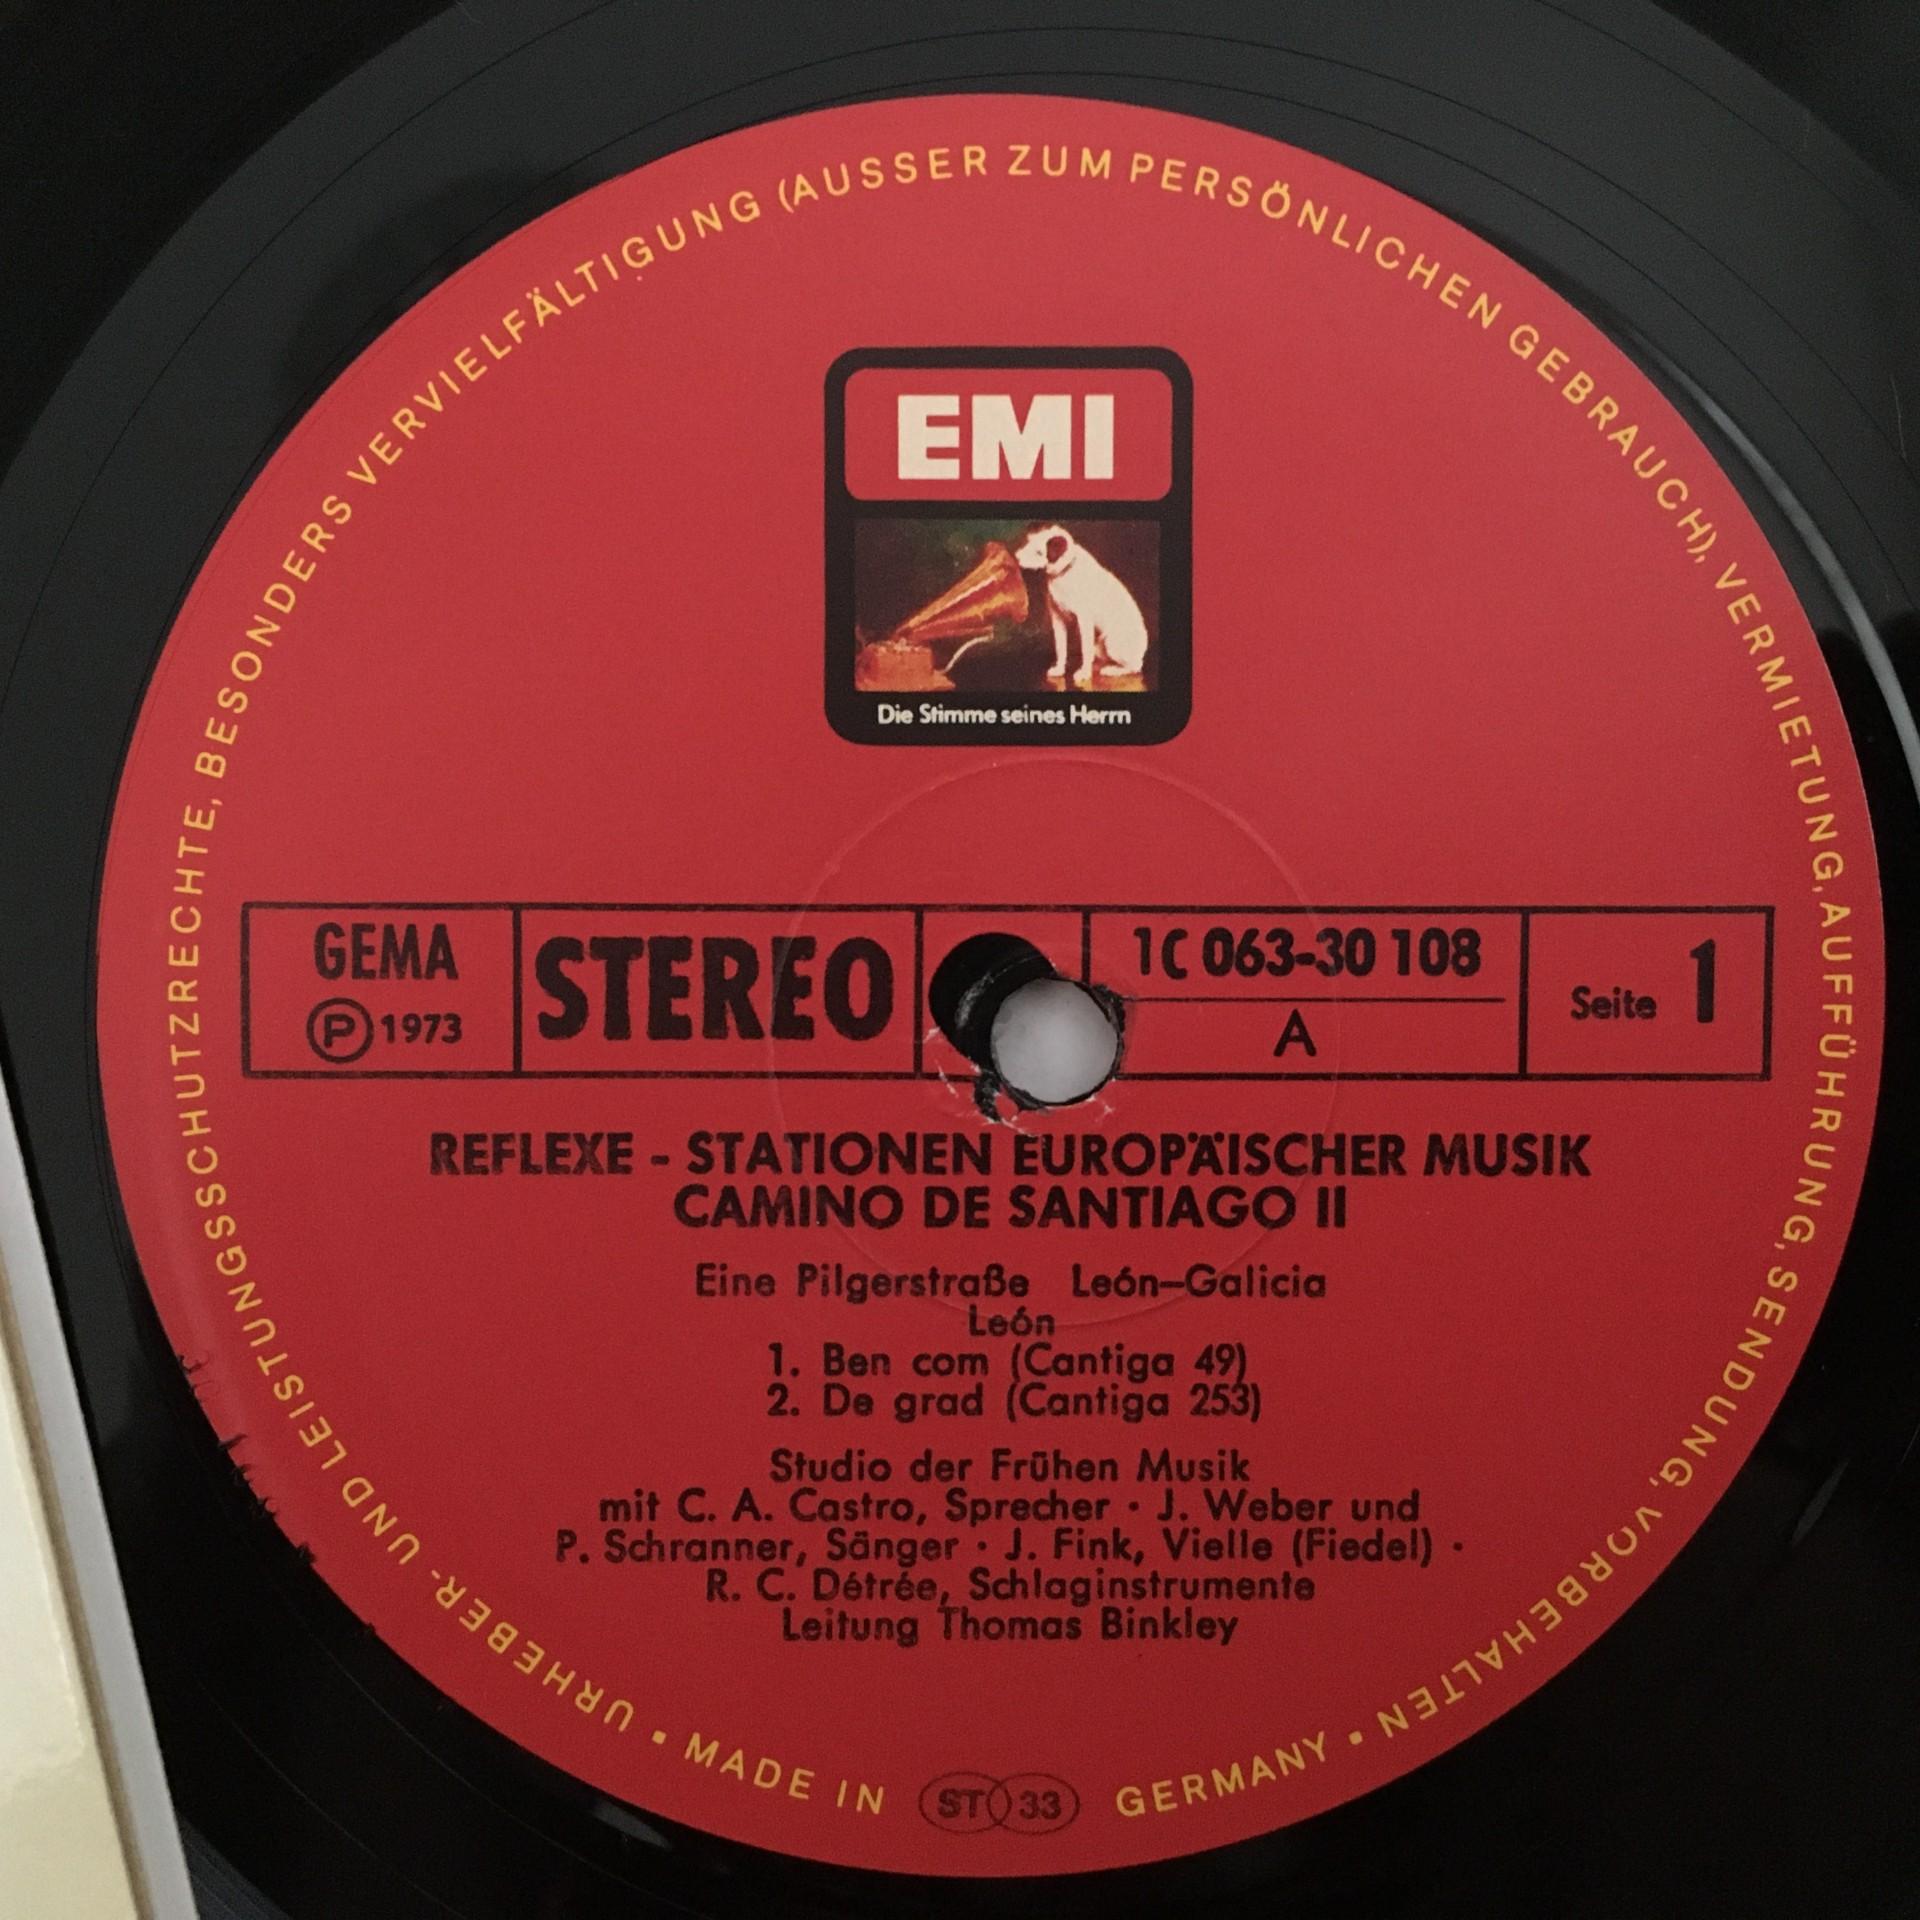 URHEBER- UND LEISTUNGSSCHUTZRECHTE, BESONDERS VERVIELFÄLTIGUNG (AUSSER ZUM PERSÖNLICHEN GEBRAUCH), VERMIETUNG, AUFFÜHRUNG, SENDUNG, VORBEHALTEN •
EMI
Die Stimme seines Herrn
GEMA
Ⓟ 1973
STEREO
1C 063-30 108
A
Seite 1
REFLEXE - STATIONEN EUROPÄISCHER MUSIK
CAMINO DE SANTIAGO II
Eine Pilgerstraße León–Galicia
León
1. Ben com (Cantiga 49)
2. De grad (Cantiga 253)
Studio der Frühen Musik
mit C. A. Castro, Sprecher · J. Weber und
P. Schranner, Sänger · J. Fink, Vielle (Fiedel) ·
R. C. Détrée, Schlaginstrumente
Leitung Thomas Binkley
• MADE IN GERMANY
ST 33